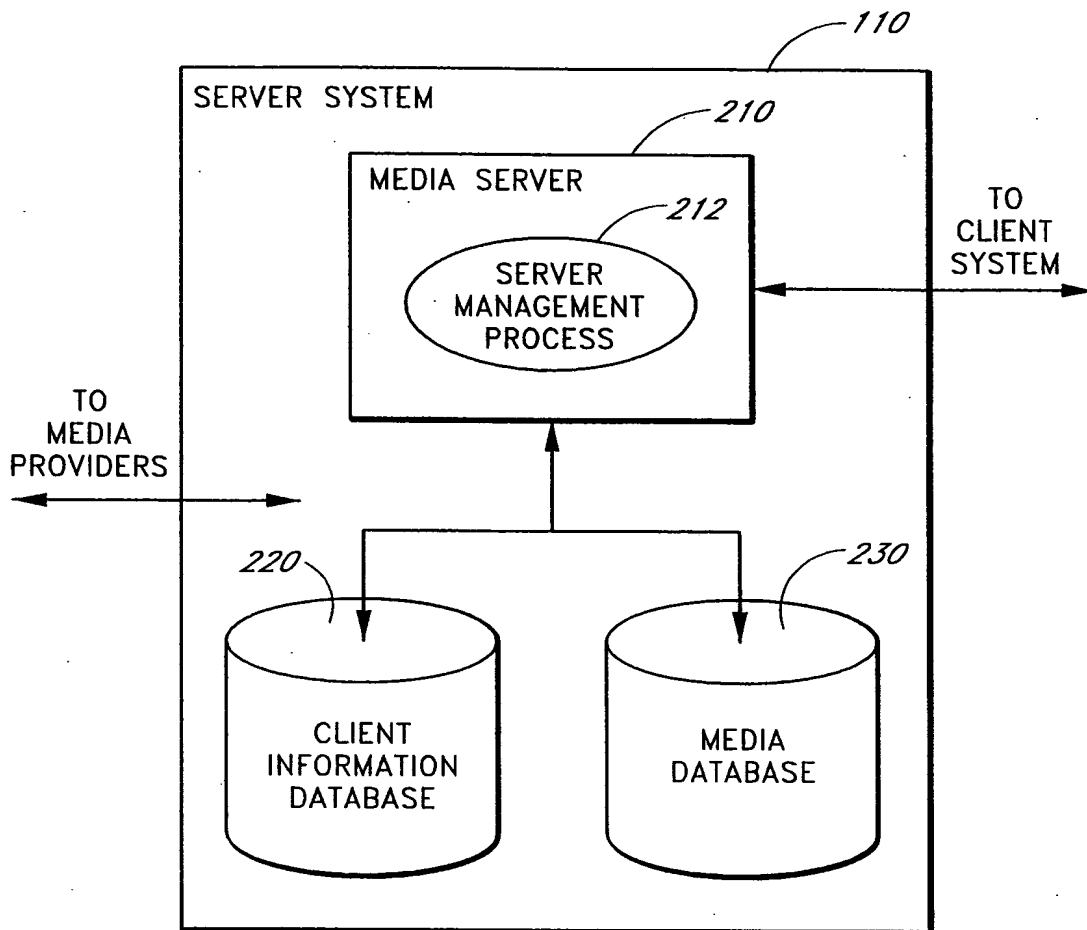 110
SERVER SYSTEM
210
MEDIA SERVER
212
SERVER
MANAGEMENT
PROCESS
TO
CLIENT
SYSTEM
TO
MEDIA
PROVIDERS
220
230
CLIENT
INFORMATION
DATABASE
MEDIA
DATABASE